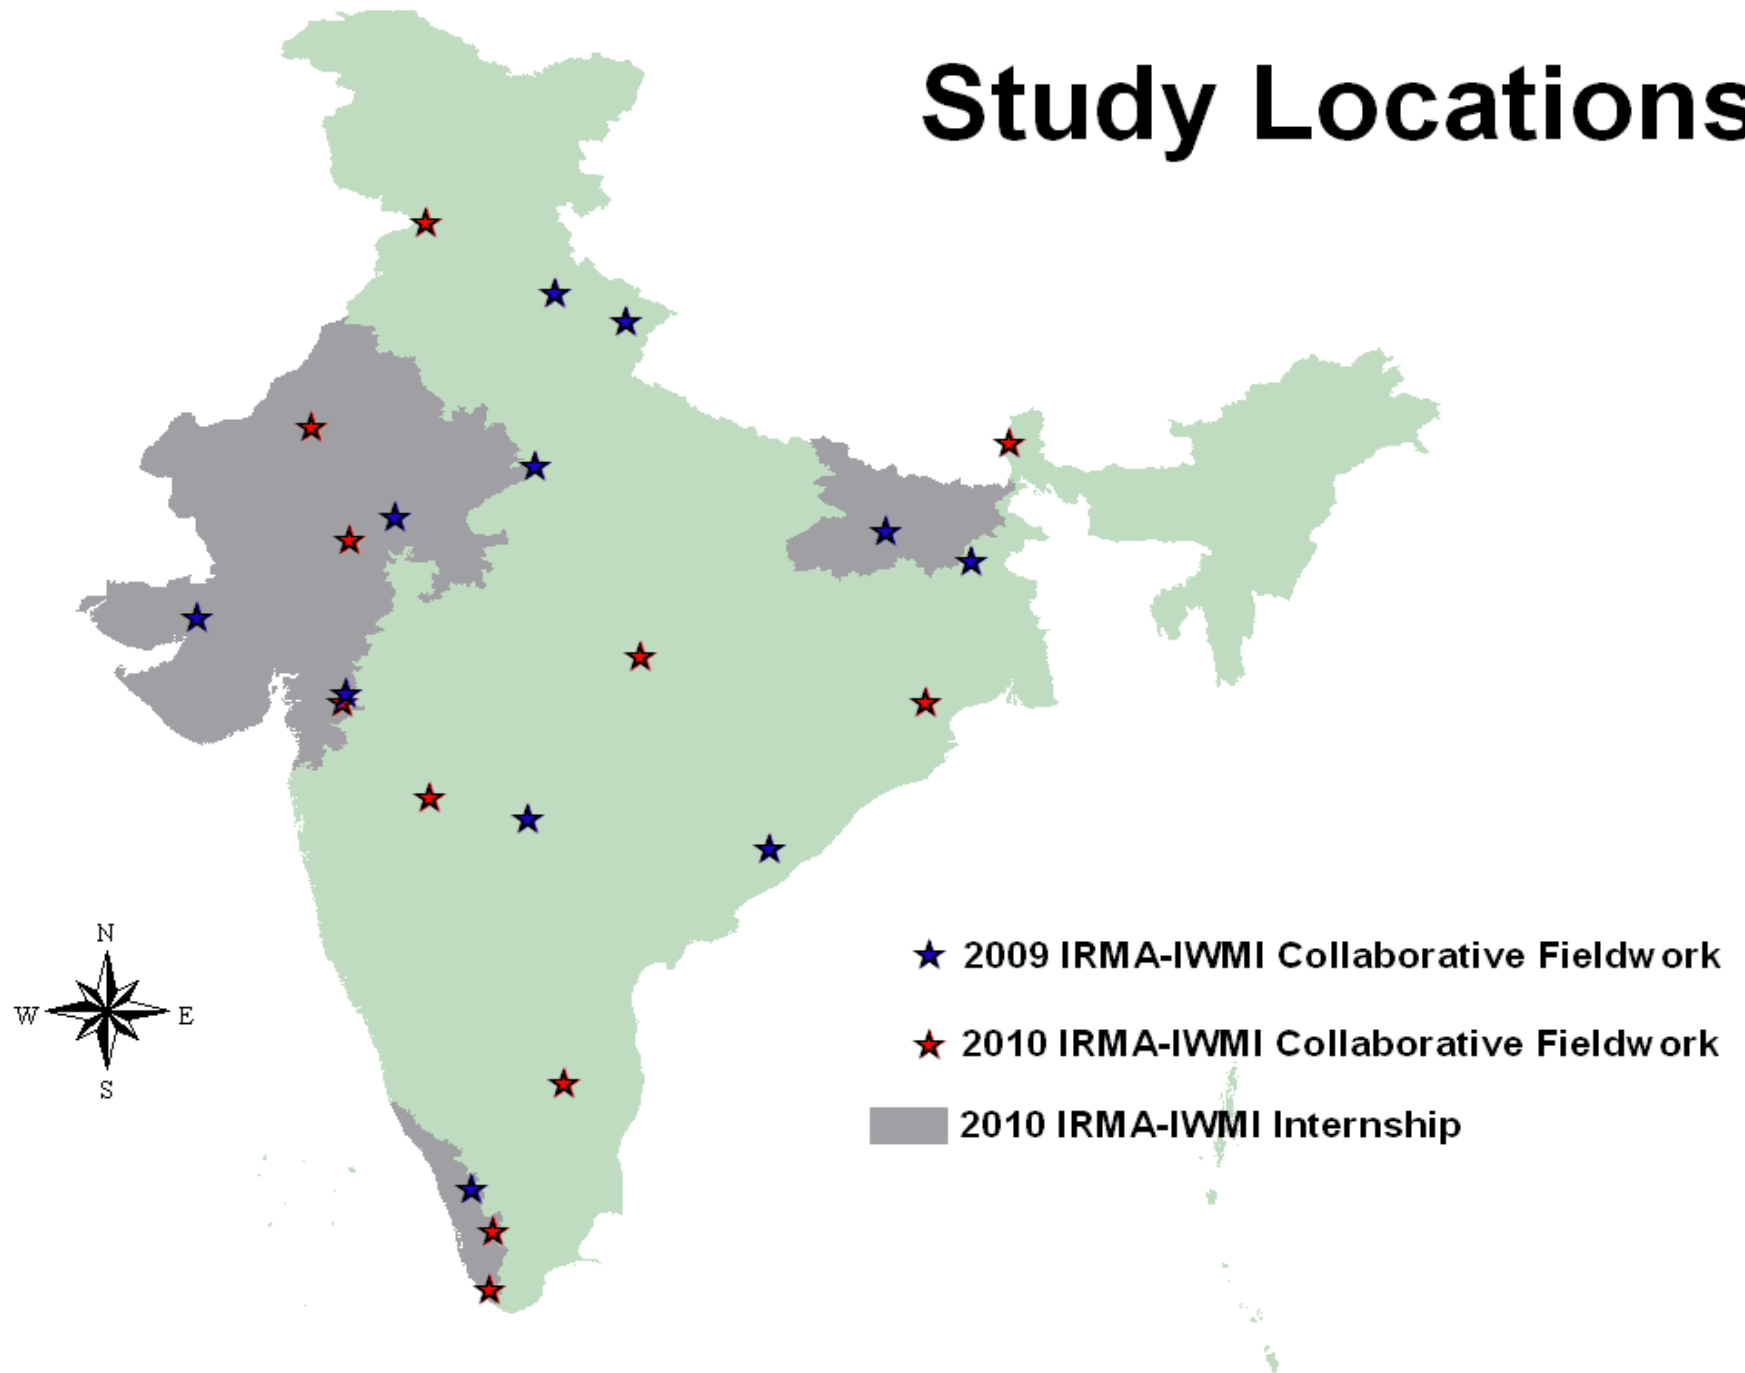 Study Locations
N
W E
S
2009 IRMA-IWMI Collaborative Fieldwork
2010 IRMA-IWMI Collaborative Fieldwork
2010 IRMA-IWMI Internship